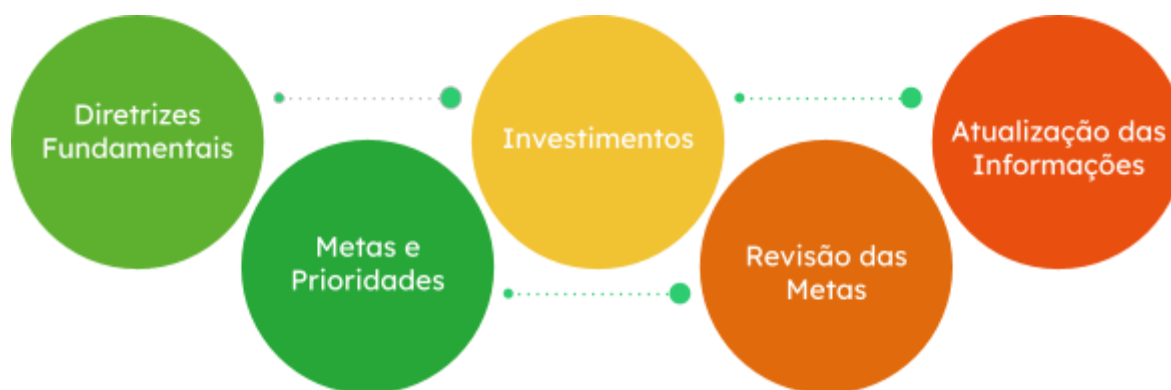 Diretrizes
Fundamentais
Metas e
Prioridades
Investimentos
Revisão das
Metas
Atualização das
Informações